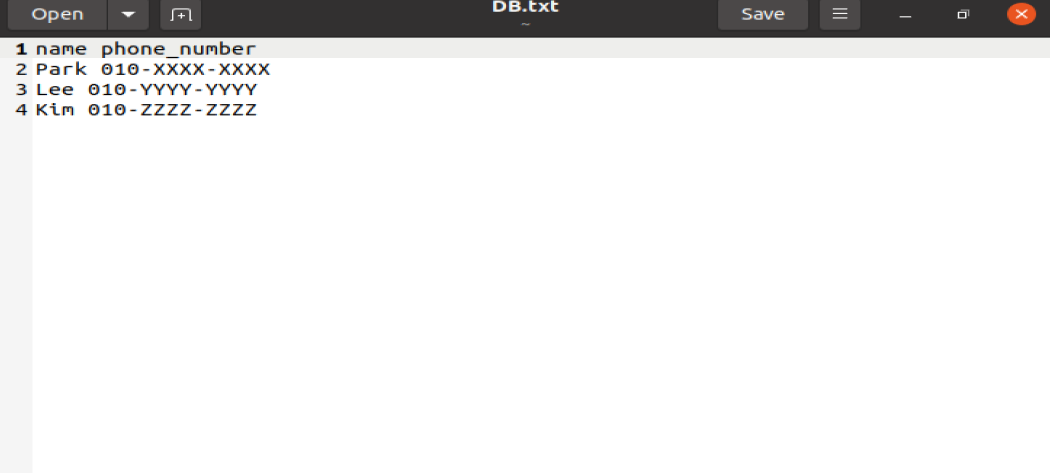 Open DB.txt Save
~
1 name phone_number
2 Park 010-XXXX-XXXX
3 Lee 010-YYYY-YYYY
4 Kim 010-ZZZZ-ZZZZ